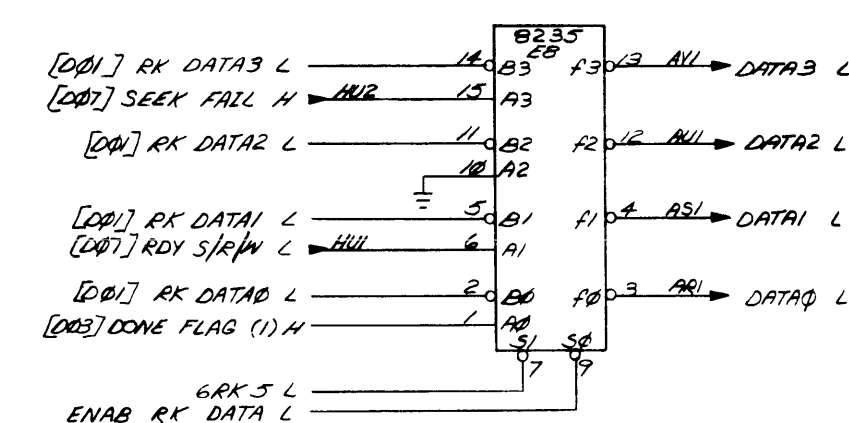 8235
E8
[DØ1] RK DATA3 L 14 B3 f3 13 AV1 DATA3 L
[DØ7] SEEK FAIL H HU2 15 A3
[DØ1] RK DATA2 L 11 B2 f2 12 AU1 DATA2 L
10 A2
[DØ1] RK DATA1 L 5 B1 f1 4 AS1 DATA1 L
[DØ7] RDY S/R/W L HU1 6 A1
[DØ1] RK DATAØ L 2 BØ fØ 3 AR1 DATAØ L
[DØ3] DONE FLAG (1) H 1 AØ
S1 SØ
7 9
6RK5 L
ENAB RK DATA L